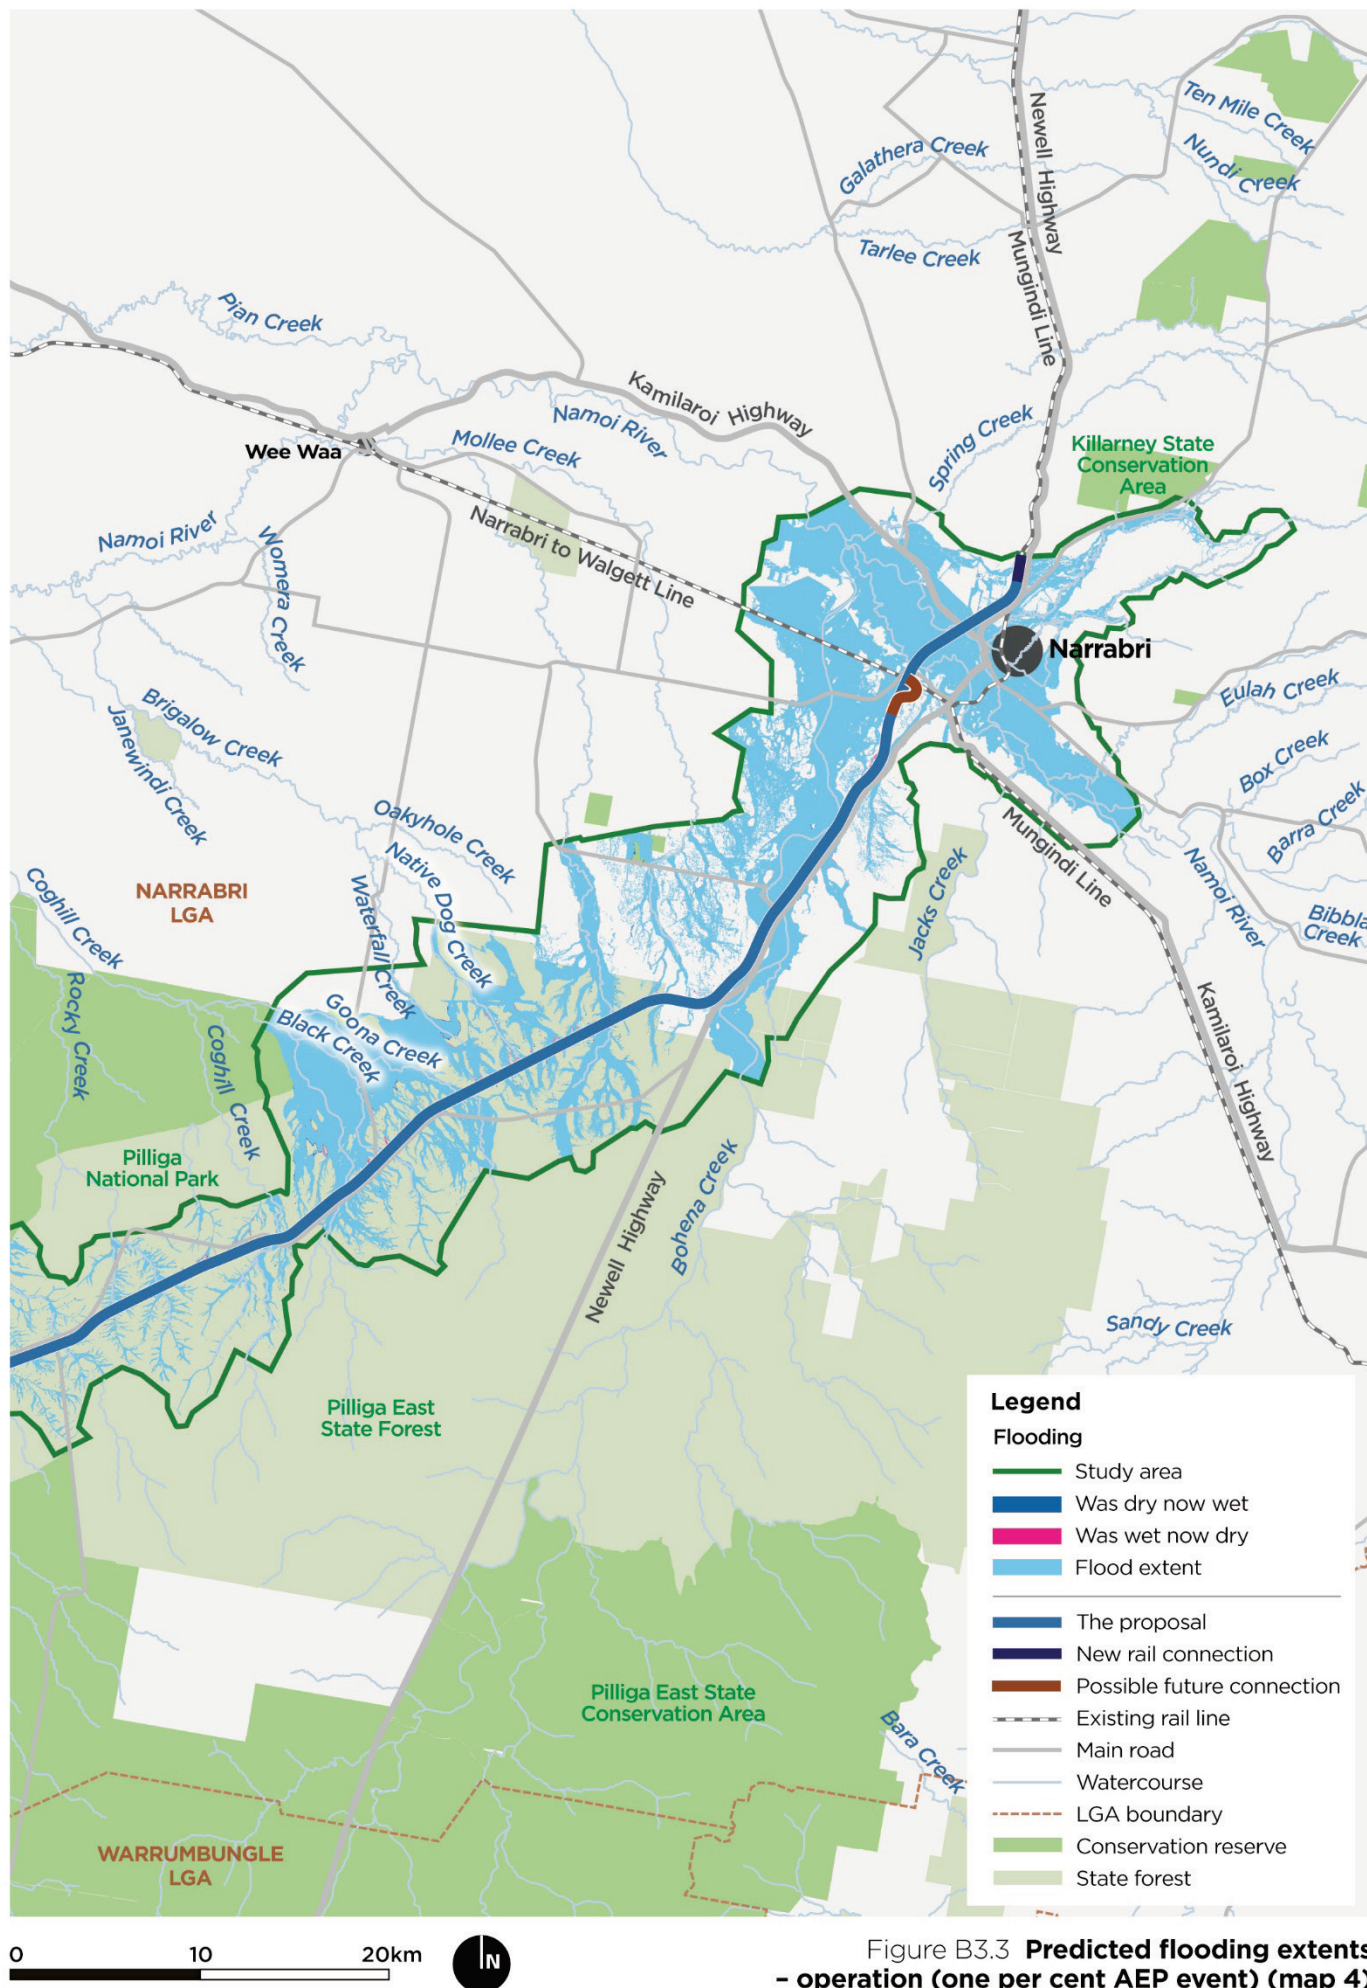 Ten Mile Creek
Nundi Creek
Newell Highway
Galathera Creek
Tarlee Creek
Mungindi Line
Pian Creek
Kamilaroi Highway
Namoi River
Mollee Creek
Wee Waa
Spring Creek
Killarney State
Conservation
Area
Narrabri to Walgett Line
Namoi River
Womera Creek
Narrabri
Eulah Creek
Brigalow Creek
Janewindi Creek
Box Creek
Barra Creek
Oakyhole Creek
Mungindi Line
Native Dog Creek
Namoi River
Jacks Creek
Coghill Creek
NARRABRI
LGA
Waterfall Creek
Bibbla
Creek
Rocky Creek
Goona Creek
Black Creek
Coghill Creek
Kamilaroi Highway
Pilliga
National Park
Bohena Creek
Newell Highway
Sandy Creek
Pilliga East
State Forest
Pilliga East State
Conservation Area
Bara Creek
WARRUMBUNGLE
LGA
Legend
Flooding
Study area
Was dry now wet
Was wet now dry
Flood extent
The proposal
New rail connection
Possible future connection
Existing rail line
Main road
Watercourse
LGA boundary
Conservation reserve
State forest
0 10 20km
N
Figure B3.3 Predicted flooding extents
– operation (one per cent AEP event) (map 4)